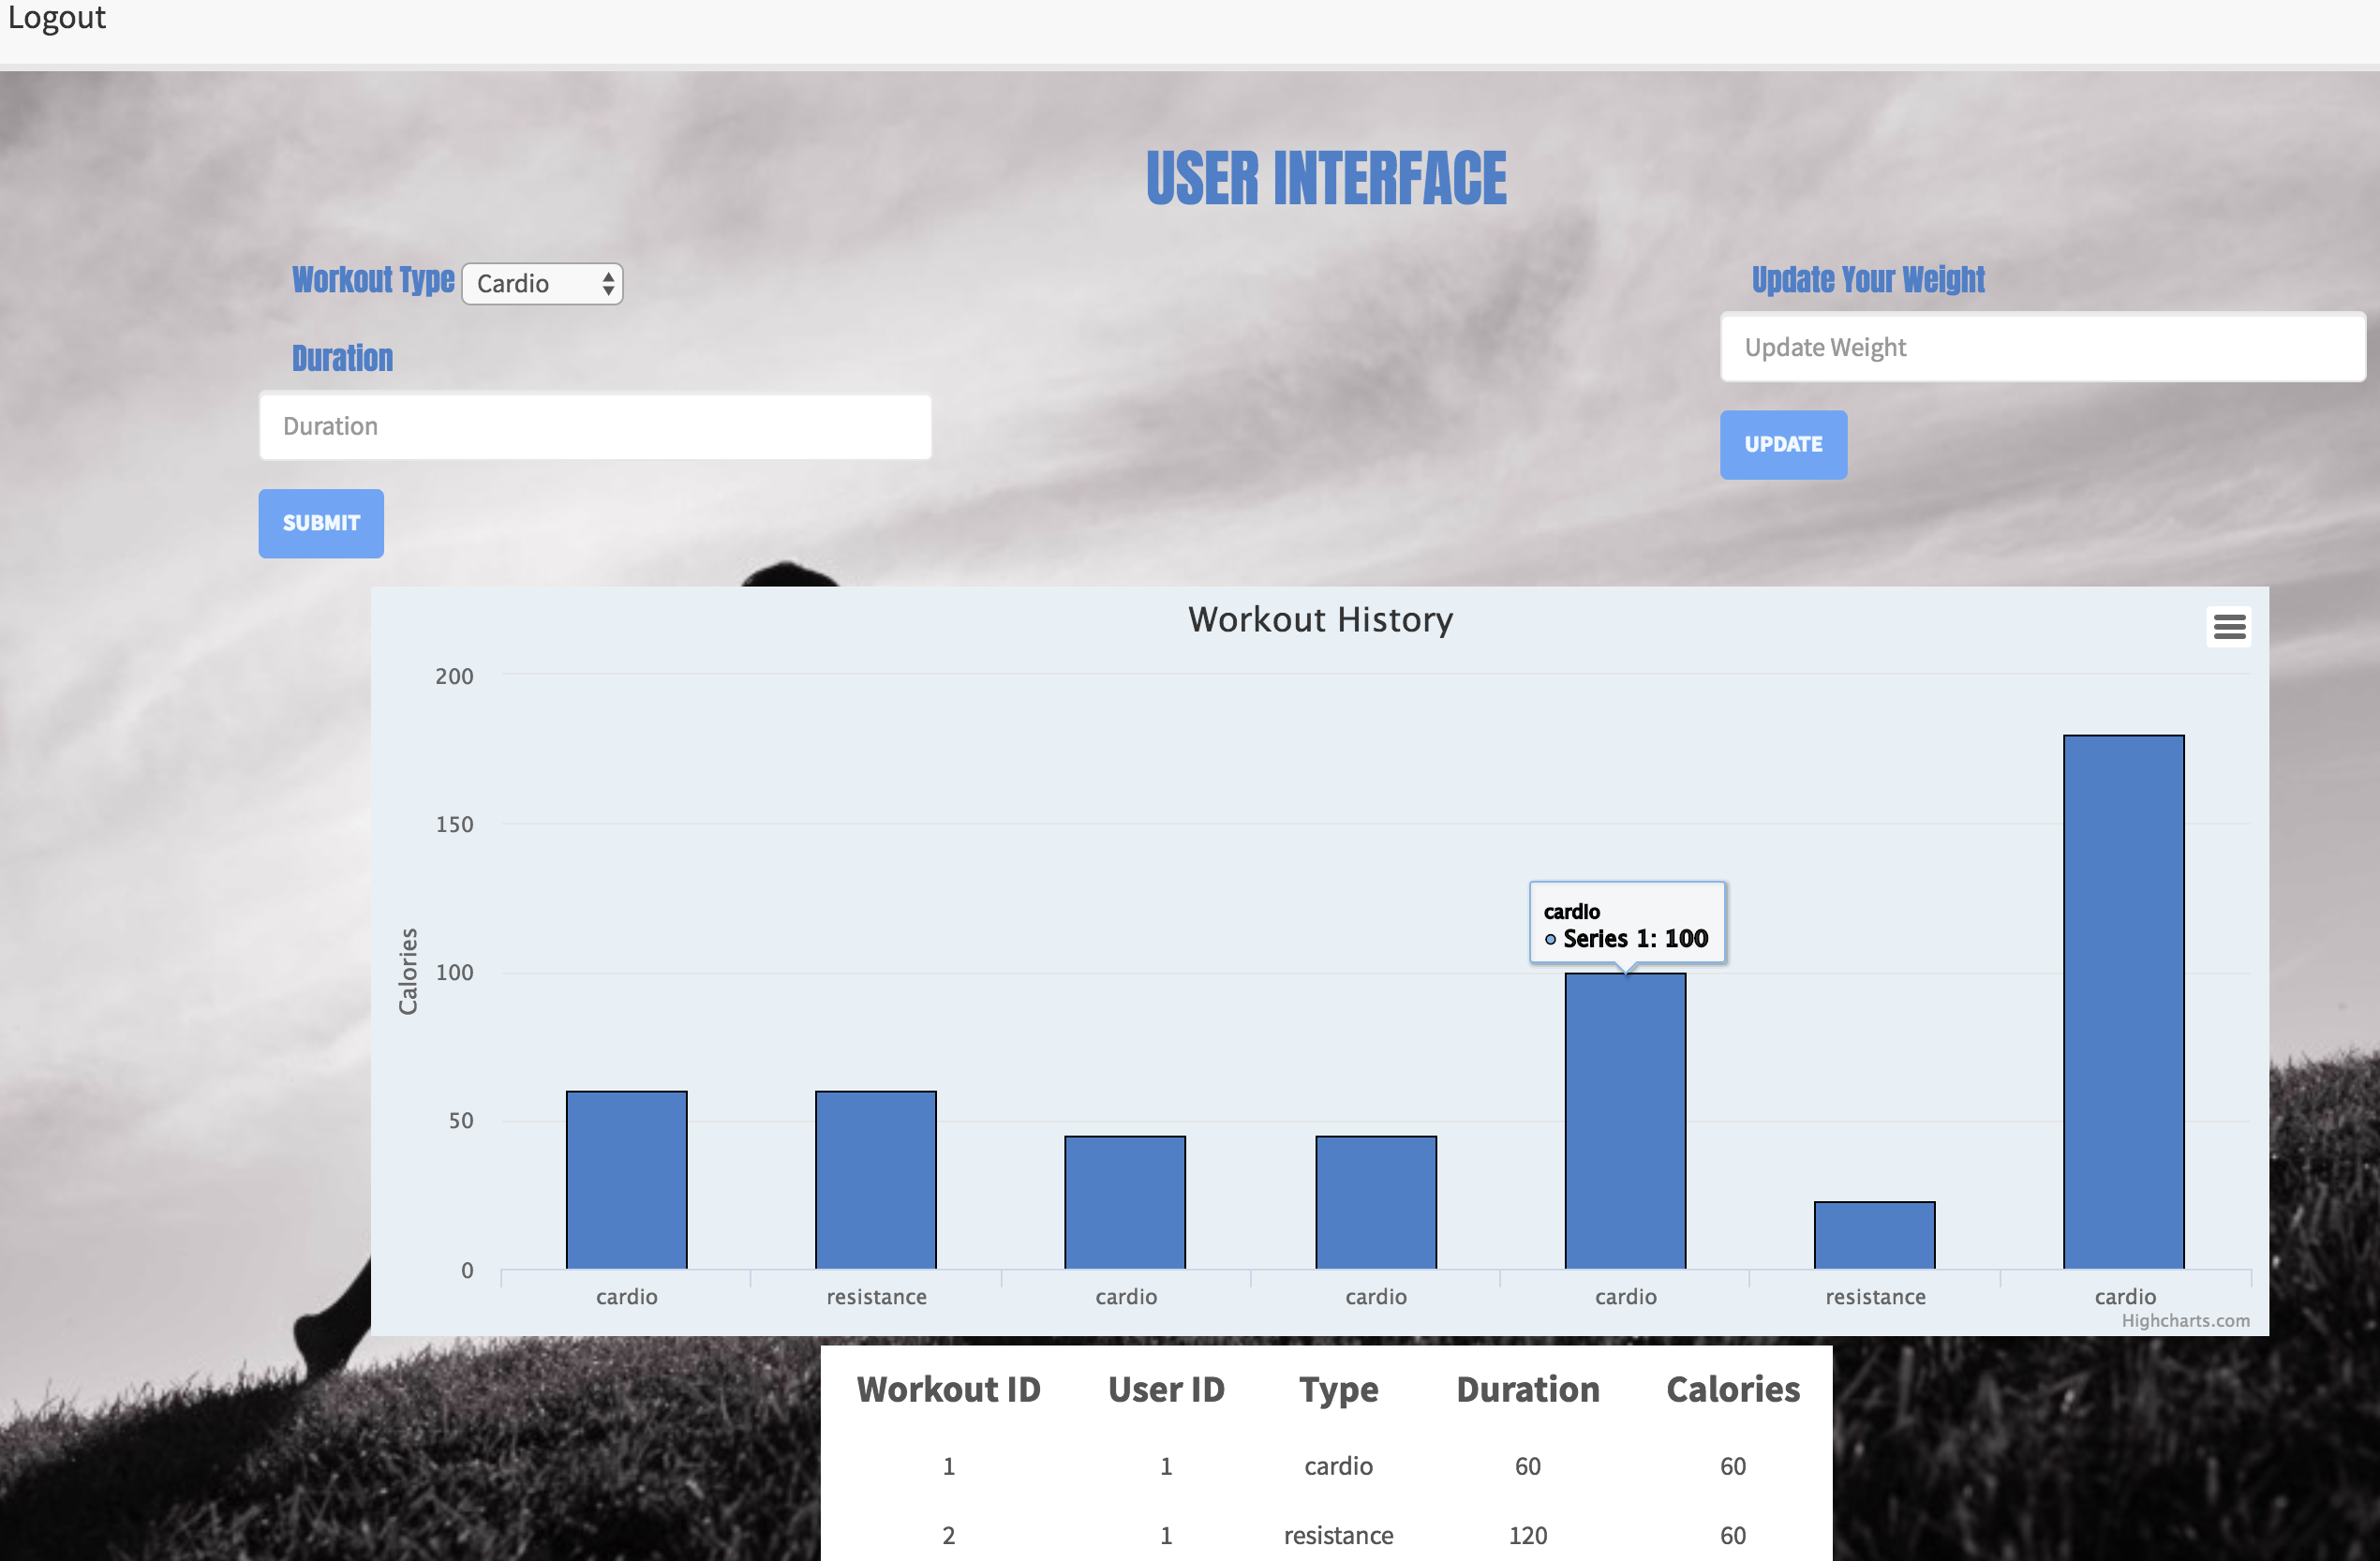 Logout
USER INTERFACE
Workout Type Cardio
Update Your Weight
Update Weight
Duration
Duration
UPDATE
SUBMIT
Workout History
200
150
100
50
0
Calories
cardio
Series 1: 100
cardio resistance cardio cardio cardio resistance cardio
Highcharts.com
Workout ID User ID Type Duration Calories
1 1 cardio 60 60
2 1 resistance 120 60